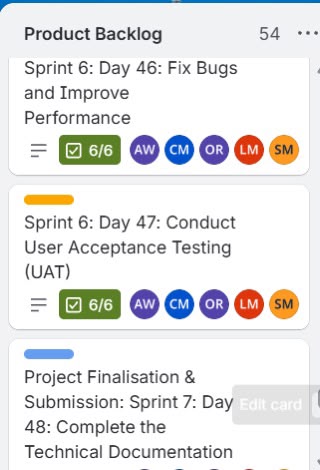 Product Backlog 54
Sprint 6: Day 46: Fix Bugs
and Improve
Performance
6/6 AW CM OR LM SM
Sprint 6: Day 47: Conduct
User Acceptance Testing
(UAT)
6/6 AW CM OR LM SM
Project Finalisation &
Submission: Sprint 7: Day
48: Complete the
Technical Documentation
Edit card